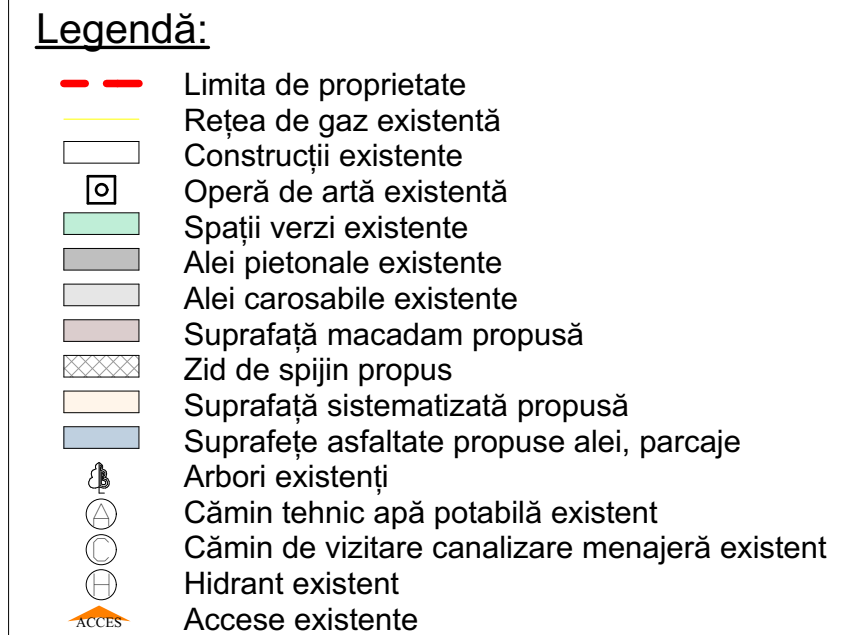 Legendă:
Limita de proprietate
Rețea de gaz existentă
Construcții existente
Operă de artă existentă
Spații verzi existente
Alei pietonale existente
Alei carosabile existente
Suprafață macadam propusă
Zid de spijin propus
Suprafață sistematizată propusă
Suprafețe asfaltate propuse alei, parcaje
Arbori existenți
A Cămin tehnic apă potabilă existent
C Cămin de vizitare canalizare menajeră existent
H Hidrant existent
ACCES Accese existente